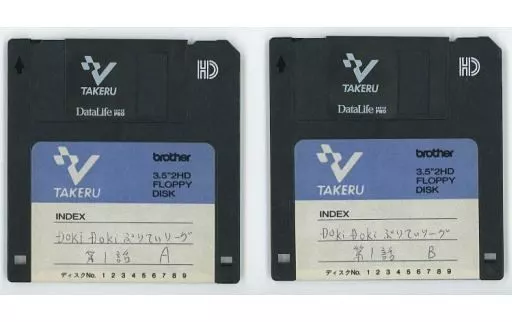 TAKERU
HD
DataLife PRO
TAKERU
brother
3.5"2HD
FLOPPY
DISK
INDEX
Doki Doki ぷりてぃリーグ
第1話 A
ディスクNo. 1 2 3 4 5 6 7 8 9
TAKERU
HD
DataLife PRO
TAKERU
brother
3.5"2HD
FLOPPY
DISK
INDEX
Doki Doki ぷりてぃリーグ
第1話 B
ディスクNo. 1 2 3 4 5 6 7 8 9